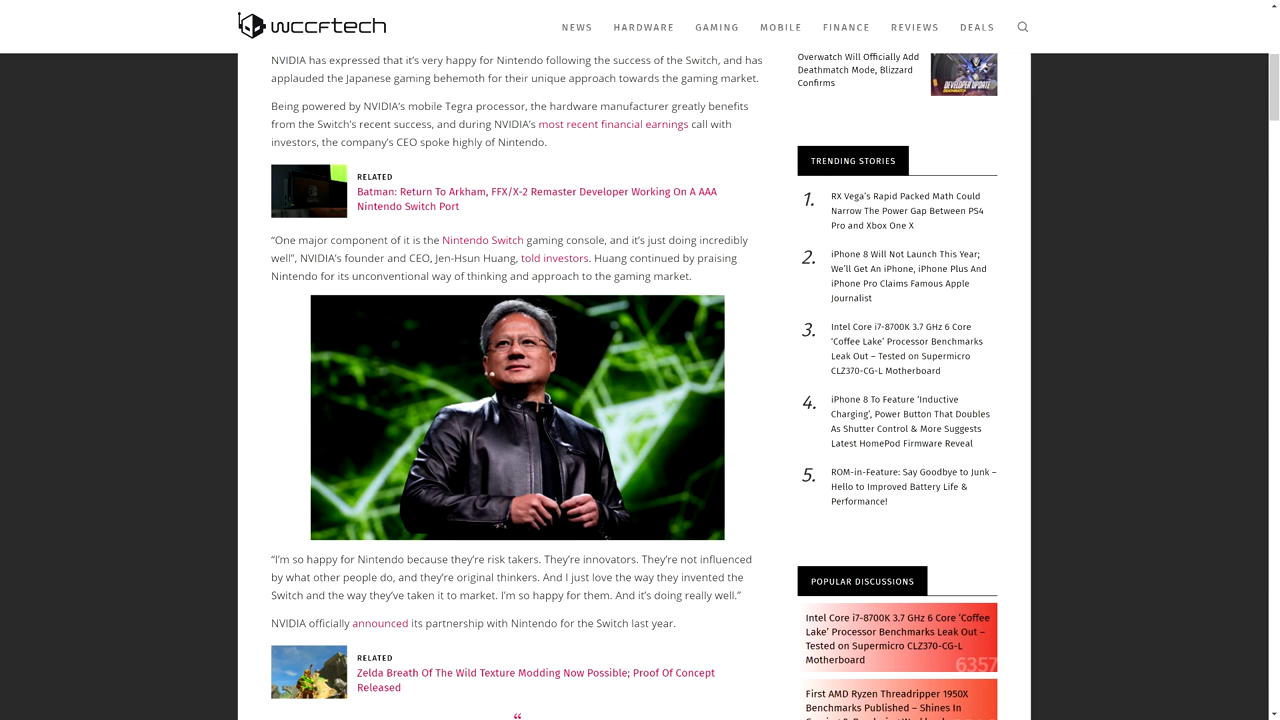 wccftech
NEWS HARDWARE GAMING MOBILE FINANCE REVIEWS DEALS
NVIDIA has expressed that it’s very happy for Nintendo following the success of the Switch, and has
applauded the Japanese gaming behemoth for their unique approach towards the gaming market.
Being powered by NVIDIA’s mobile Tegra processor, the hardware manufacturer greatly benefits
from the Switch’s recent success, and during NVIDIA’s most recent financial earnings call with
investors, the company’s CEO spoke highly of Nintendo.
RELATED
Batman: Return To Arkham, FFX/X-2 Remaster Developer Working On A AAA
Nintendo Switch Port
“One major component of it is the Nintendo Switch gaming console, and it’s just doing incredibly
well”, NVIDIA’s founder and CEO, Jen-Hsun Huang, told investors. Huang continued by praising
Nintendo for its unconventional way of thinking and approach to the gaming market.
“I’m so happy for Nintendo because they’re risk takers. They’re innovators. They’re not influenced
by what other people do, and they’re original thinkers. And I just love the way they invented the
Switch and the way they’ve taken it to market. I’m so happy for them. And it’s doing really well.”
NVIDIA officially announced its partnership with Nintendo for the Switch last year.
RELATED
Zelda Breath Of The Wild Texture Modding Now Possible; Proof Of Concept
Released
“
Overwatch Will Officially Add
Deathmatch Mode, Blizzard
Confirms
DEVELOPER UPDATE
DEATHMATCH
TRENDING STORIES
1.
RX Vega’s Rapid Packed Math Could
Narrow The Power Gap Between PS4
Pro and Xbox One X
2.
iPhone 8 Will Not Launch This Year;
We’ll Get An iPhone, iPhone Plus And
iPhone Pro Claims Famous Apple
Journalist
3.
Intel Core i7-8700K 3.7 GHz 6 Core
‘Coffee Lake’ Processor Benchmarks
Leak Out – Tested on Supermicro
CLZ370-CG-L Motherboard
4.
iPhone 8 To Feature ‘Inductive
Charging’, Power Button That Doubles
As Shutter Control & More Suggests
Latest HomePod Firmware Reveal
5.
ROM-in-Feature: Say Goodbye to Junk –
Hello to Improved Battery Life &
Performance!
POPULAR DISCUSSIONS
Intel Core i7-8700K 3.7 GHz 6 Core ‘Coffee
Lake’ Processor Benchmarks Leak Out –
Tested on Supermicro CLZ370-CG-L
Motherboard
6357
First AMD Ryzen Threadripper 1950X
Benchmarks Published – Shines In